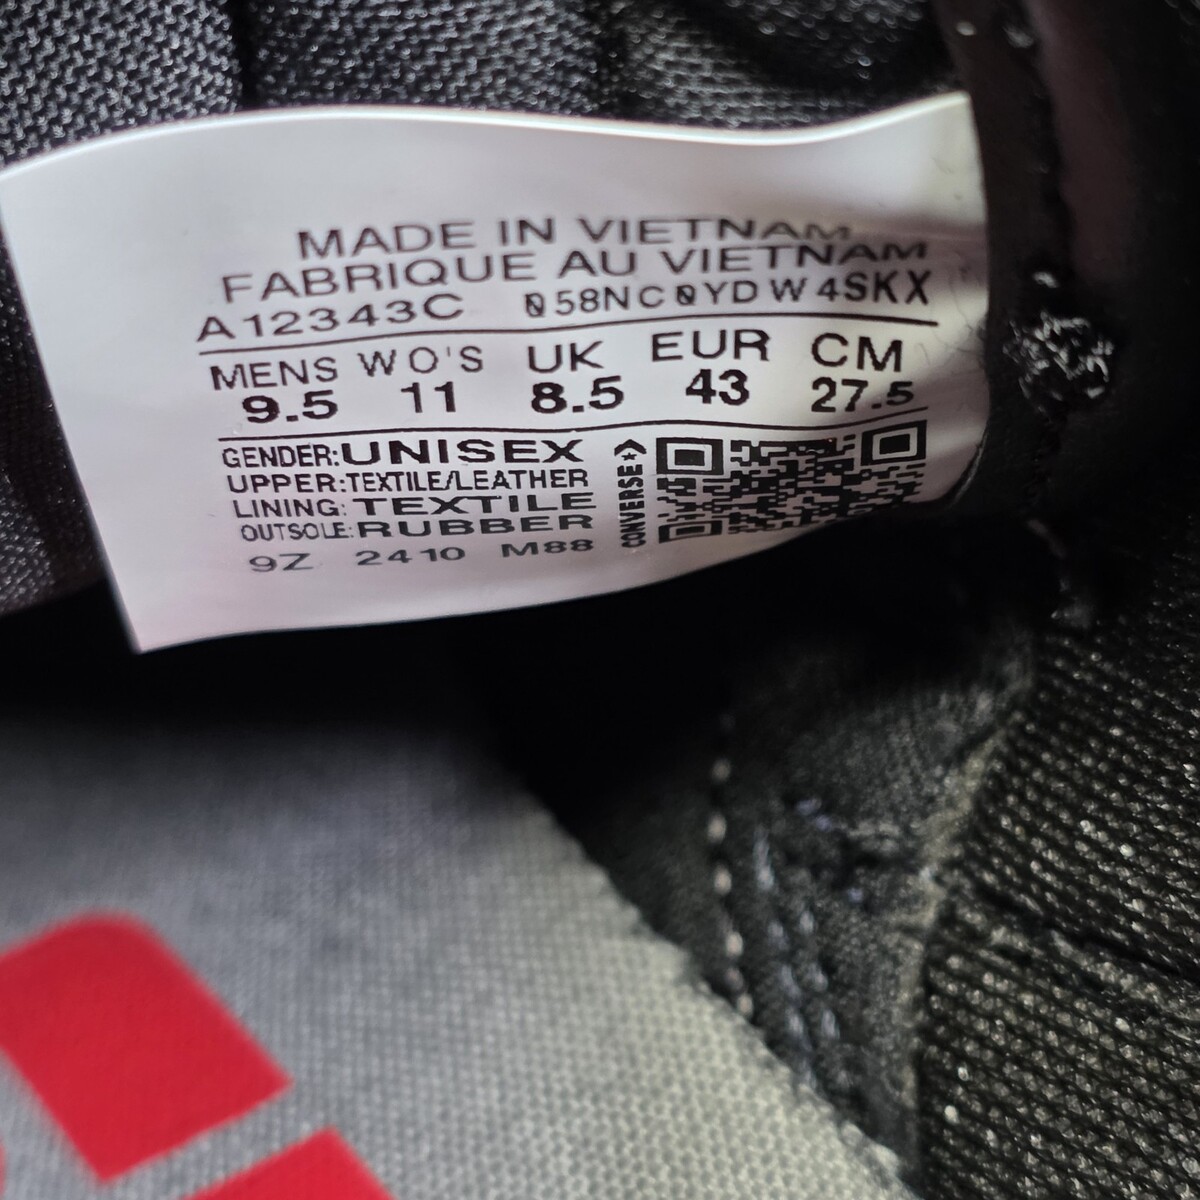 MADE IN VIETNAM
FABRIQUE AU VIETNAM
A12343C 058NC0YDW4SKX
MENS WO'S UK EUR CM
9.5 11 8.5 43 27.5
GENDER:UNISEX
UPPER:TEXTILE/LEATHER
LINING:TEXTILE
OUTSOLE:RUBBER
9Z 2410 M88
CONVERSE